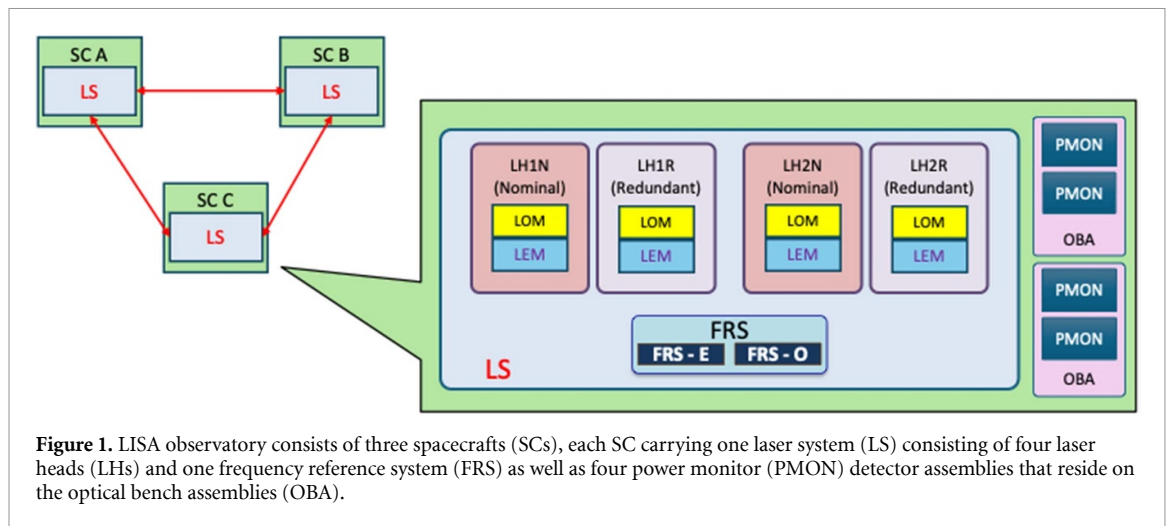 SC A
LS
SC B
LS
SC C
LS
LH1N
(Nominal)
LOM
LEM
LH1R
(Redundant)
LOM
LEM
LH2N
(Nominal)
LOM
LEM
LH2R
(Redundant)
LOM
LEM
FRS
FRS - E
FRS - O
LS
PMON
PMON
OBA
PMON
PMON
OBA
Figure 1. LISA observatory consists of three spacecrafts (SCs), each SC carrying one laser system (LS) consisting of four laser
heads (LHs) and one frequency reference system (FRS) as well as four power monitor (PMON) detector assemblies that reside on
the optical bench assemblies (OBA).